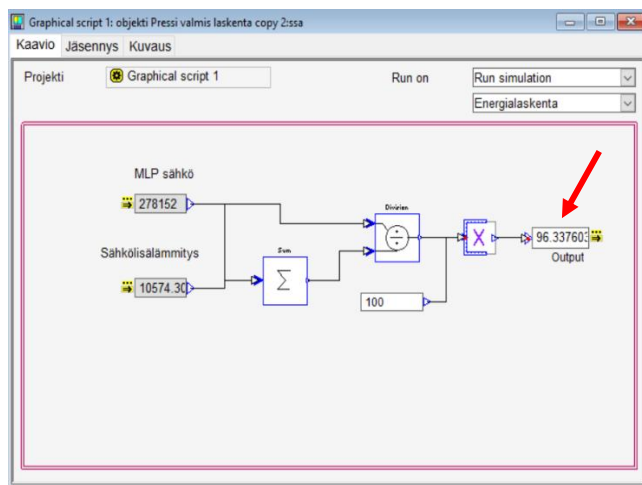 Graphical script 1: objekti Pressi valmis laskenta copy 2:ssa
Kaavio Jäsennys Kuvaus
Projekti Graphical script 1 Run on Run simulation
Energialaskenta
MLP sähkö
278152
Division
Sähkölisälämmitys
Sum
96.337603
Output
10574.30
100